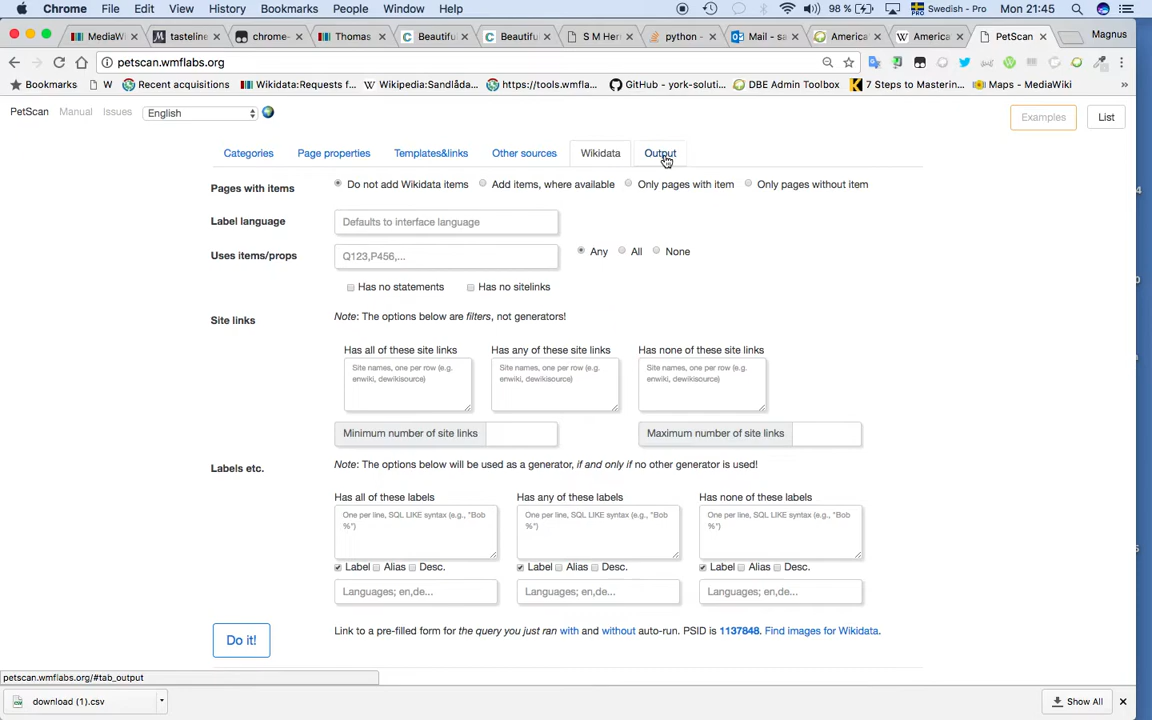 Chrome File Edit View History Bookmarks People Window Help 98 % Swedish - Pro Mon 21:45
MediaWi tasteline chrome- Thomas Beautifu Beautifu S M Her python - Mail - sa America America PetScan Magnus
petscan.wmflabs.org
Bookmarks W Recent acquisitions Wikidata:Requests f... Wikipedia:Sandlåda... https://tools.wmfla... GitHub - york-soluti... DBE Admin Toolbox 7 Steps to Mastering... Maps - MediaWiki »
PetScan Manual Issues English Examples List
Categories Page properties Templates&links Other sources Wikidata Output
Pages with items Do not add Wikidata items Add items, where available Only pages with item Only pages without item
Label language Defaults to interface language
Uses items/props Q123,P456,... Any All None
Has no statements Has no sitelinks
Site links Note: The options below are filters, not generators!
Has all of these site links Has any of these site links Has none of these site links
Site names, one per row (e.g. Site names, one per row (e.g. Site names, one per row (e.g.
enwiki, dewikisource) enwiki, dewikisource) enwiki, dewikisource)
Minimum number of site links Maximum number of site links
Labels etc. Note: The options below will be used as a generator, if and only if no other generator is used!
Has all of these labels Has any of these labels Has none of these labels
One per line, SQL LIKE syntax (e.g., "Bob One per line, SQL LIKE syntax (e.g., "Bob One per line, SQL LIKE syntax (e.g., "Bob
%") %") %")
Label Alias Desc. Label Alias Desc. Label Alias Desc.
Languages; en,de... Languages; en,de... Languages; en,de...
Do it! Link to a pre-filled form for the query you just ran with and without auto-run. PSID is 1137848. Find images for Wikidata.
petscan.wmflabs.org/#tab_output
download (1).csv Show All